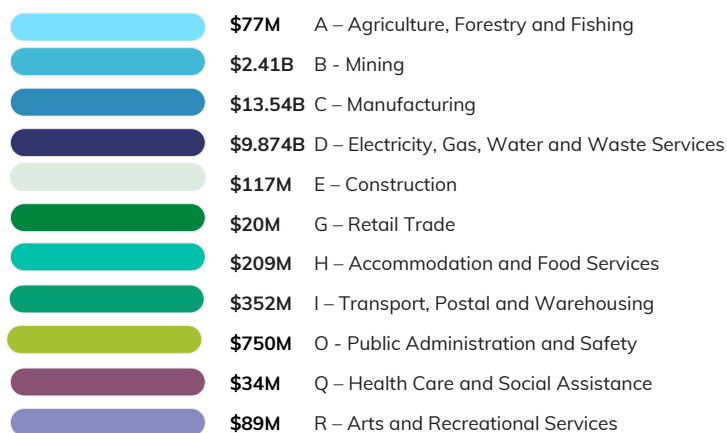 $77M A – Agriculture, Forestry and Fishing
$2.41B B - Mining
$13.54B C – Manufacturing
$9.874B D – Electricity, Gas, Water and Waste Services
$117M E – Construction
$20M G – Retail Trade
$209M H – Accommodation and Food Services
$352M I – Transport, Postal and Warehousing
$750M O - Public Administration and Safety
$34M Q – Health Care and Social Assistance
$89M R – Arts and Recreational Services